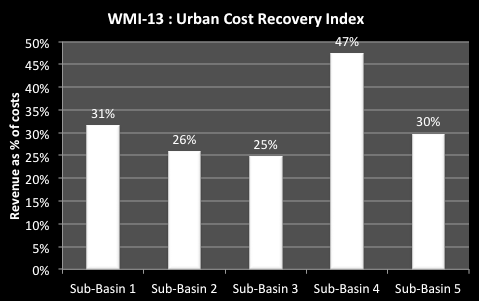 WMI-13 : Urban Cost Recovery Index
Revenue as % of costs
50%
45%
40%
35%
30%
25%
20%
15%
10%
5%
0%
31%
26%
25%
47%
30%
Sub-Basin 1
Sub-Basin 2
Sub-Basin 3
Sub-Basin 4
Sub-Basin 5